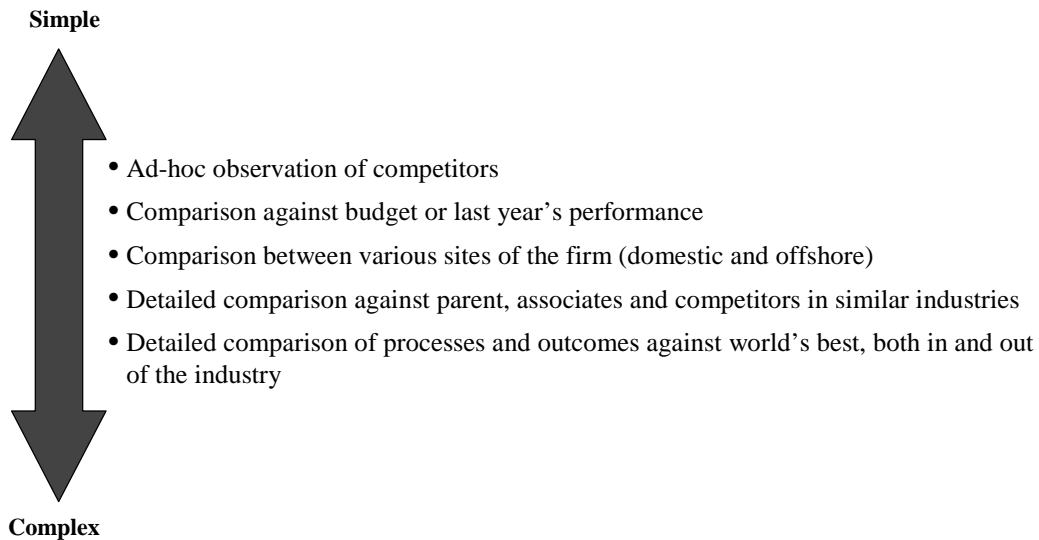 Simple
• Ad-hoc observation of competitors
• Comparison against budget or last year’s performance
• Comparison between various sites of the firm (domestic and offshore)
• Detailed comparison against parent, associates and competitors in similar industries
• Detailed comparison of processes and outcomes against world’s best, both in and out
of the industry
Complex